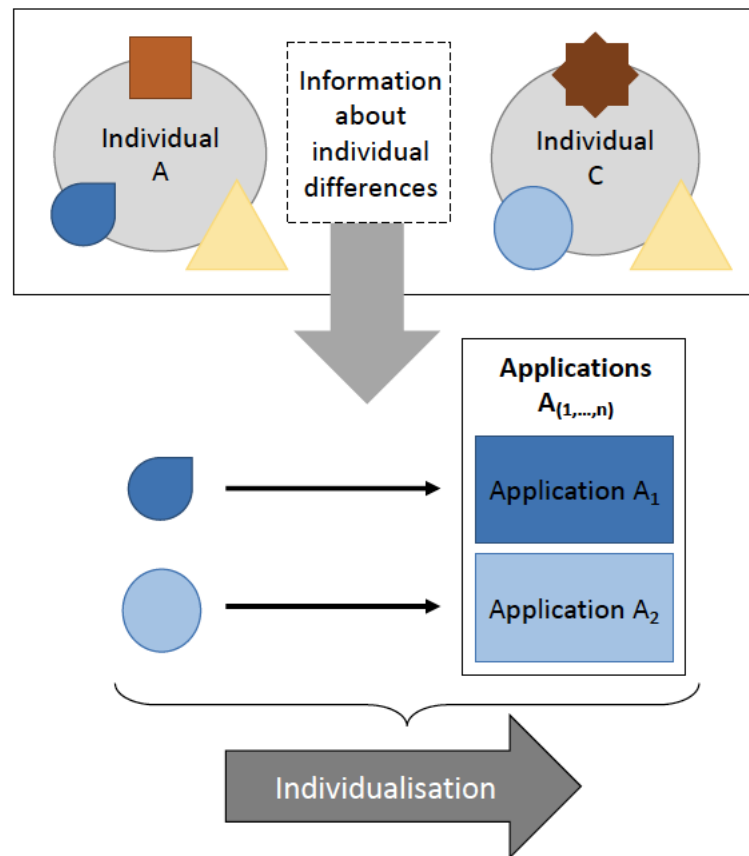 Individual
A
Information
about
individual
differences
Individual
C
Applications
A(1,...,n)
Application A1
Application A2
Individualisation